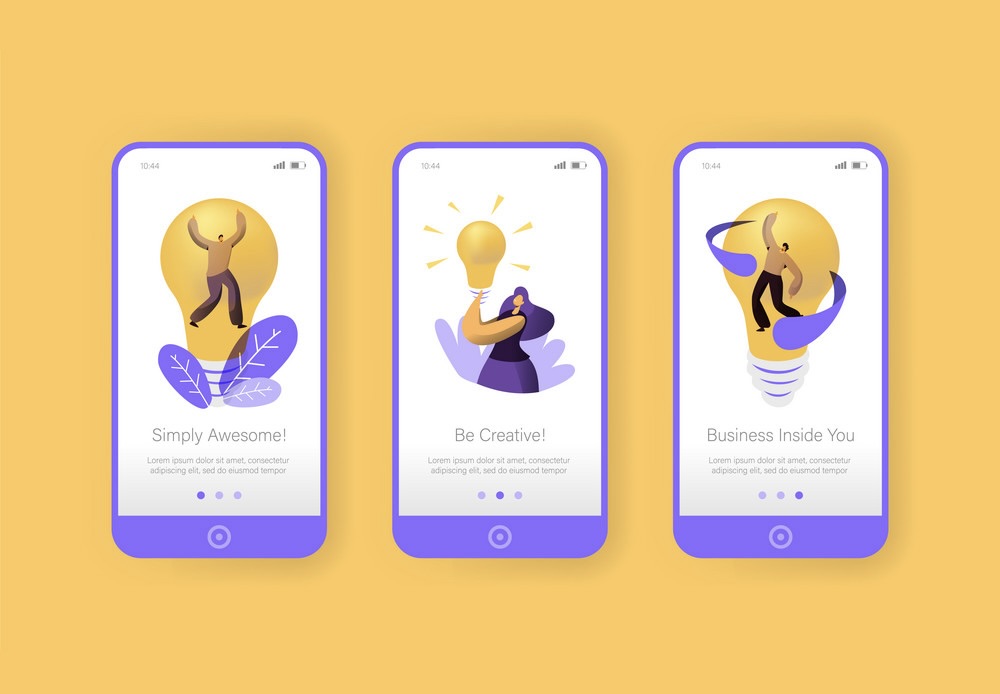 10:44
Simply Awesome!
Lorem ipsum dolor sit amet, consectetur
adipiscing elit, sed do eiusmod tempor
10:44
Be Creative!
Lorem ipsum dolor sit amet, consectetur
adipiscing elit, sed do eiusmod tempor
10:44
Business Inside You
Lorem ipsum dolor sit amet, consectetur
adipiscing elit, sed do eiusmod tempor